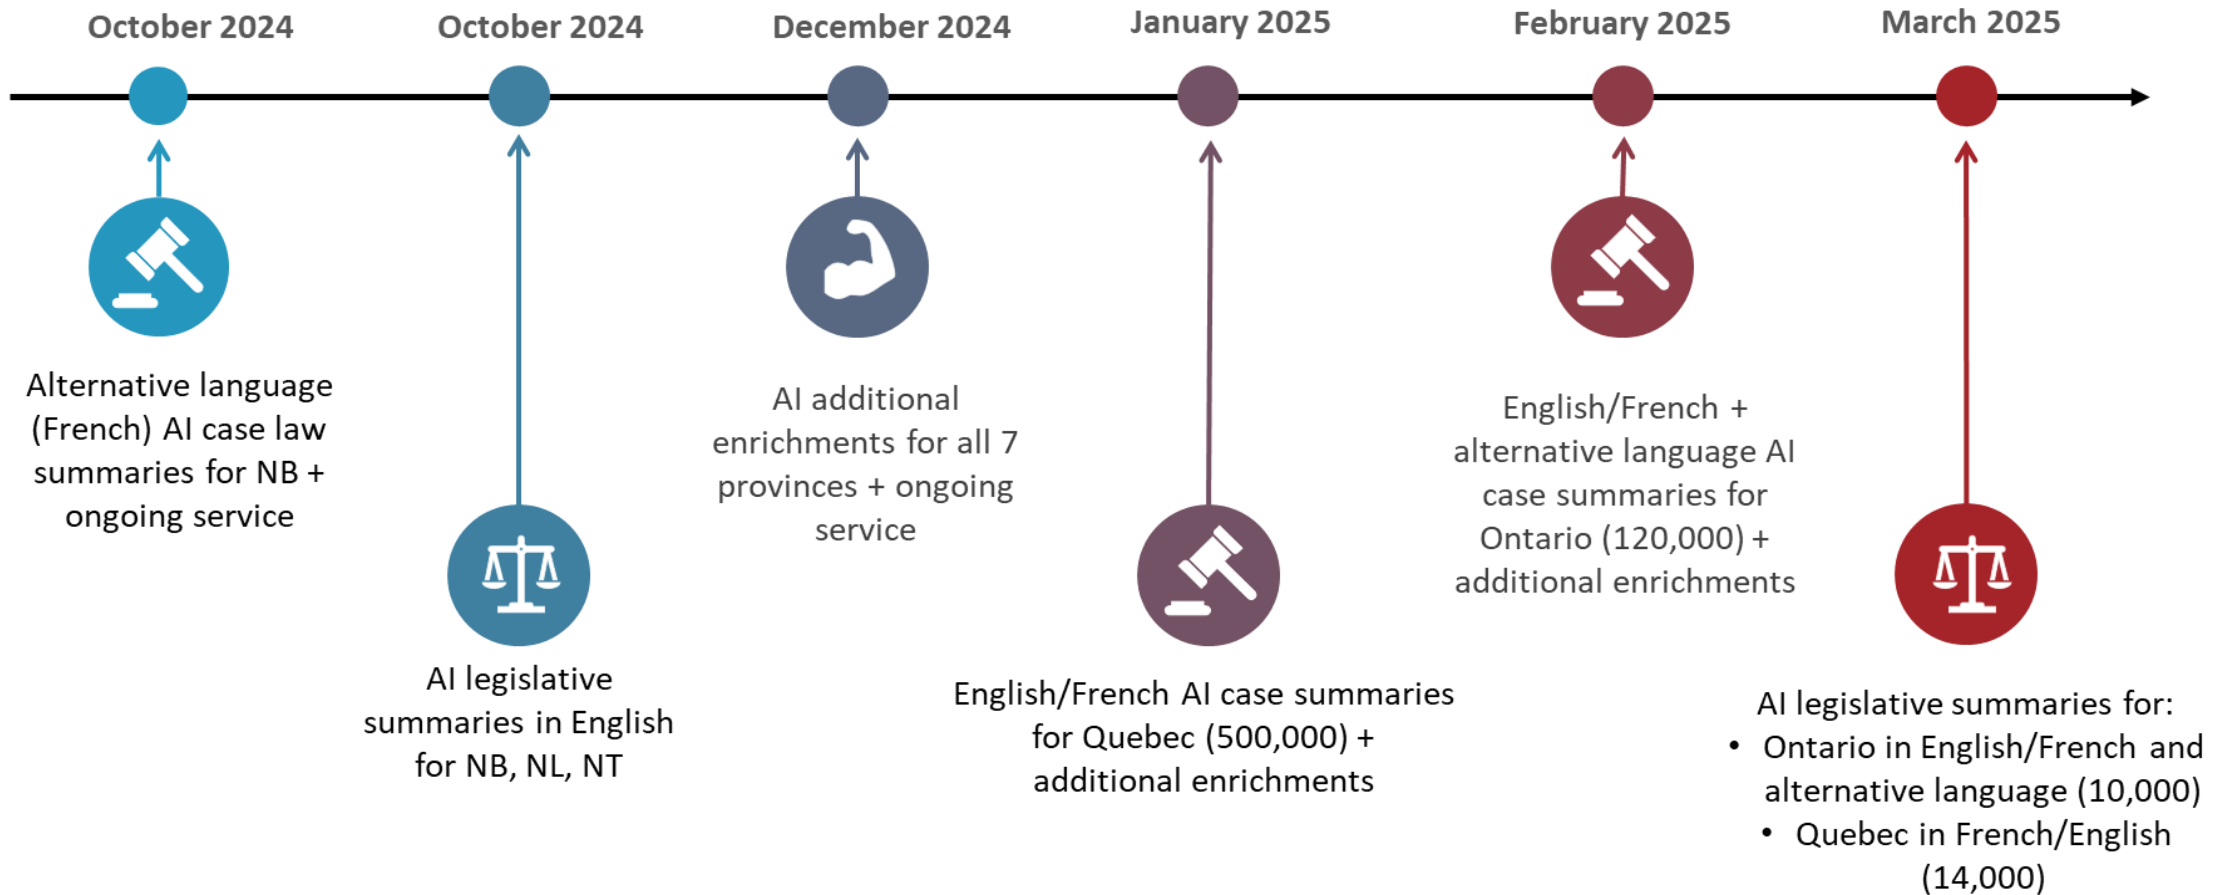 October 2024
October 2024
December 2024
January 2025
February 2025
March 2025
Alternative language
(French) AI case law
summaries for NB +
ongoing service
AI legislative
summaries in English
for NB, NL, NT
AI additional
enrichments for all 7
provinces + ongoing
service
English/French AI case summaries
for Quebec (500,000) +
additional enrichments
English/French +
alternative language AI
case summaries for
Ontario (120,000) +
additional enrichments
AI legislative summaries for:
• Ontario in English/French and
alternative language (10,000)
• Quebec in French/English
(14,000)